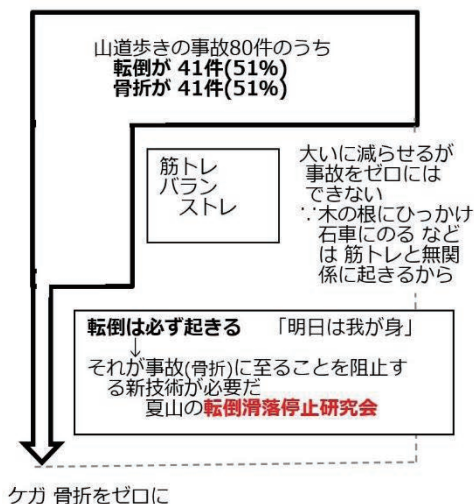 山道歩きの事故80件のうち
転倒が 41件(51%)
骨折が 41件(51%)
筋トレ
バラン
ストレ
大いに減らせるが
事故をゼロには
できない
∵木の根にひっかけ
石車にのる など
は 筋トレと無関
係に起きるから
転倒は必ず起きる 「明日は我が身」
↓
それが事故(骨折)に至ることを阻止す
る新技術が必要だ
夏山の転倒滑落停止研究会
ケガ 骨折をゼロに